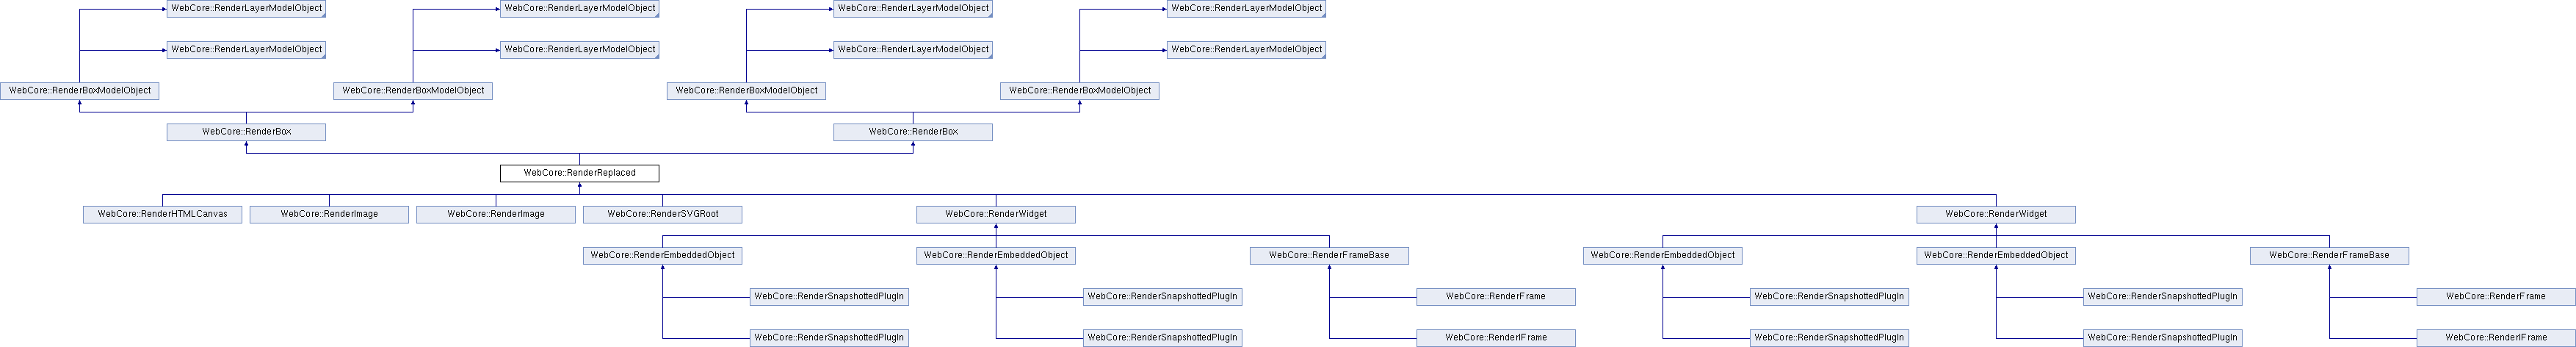 WebCore::RenderLayerModelObject
WebCore::RenderLayerModelObject
WebCore::RenderLayerModelObject
WebCore::RenderLayerModelObject
WebCore::RenderLayerModelObject
WebCore::RenderLayerModelObject
WebCore::RenderLayerModelObject
WebCore::RenderLayerModelObject
WebCore::RenderBoxModelObject
WebCore::RenderBoxModelObject
WebCore::RenderBoxModelObject
WebCore::RenderBoxModelObject
WebCore::RenderBox
WebCore::RenderBox
WebCore::RenderReplaced
WebCore::RenderHTMLCanvas
WebCore::RenderImage
WebCore::RenderImage
WebCore::RenderSVGRoot
WebCore::RenderWidget
WebCore::RenderWidget
WebCore::RenderEmbeddedObject
WebCore::RenderEmbeddedObject
WebCore::RenderFrameBase
WebCore::RenderEmbeddedObject
WebCore::RenderEmbeddedObject
WebCore::RenderFrameBase
WebCore::RenderSnapshottedPlugIn
WebCore::RenderSnapshottedPlugIn
WebCore::RenderFrame
WebCore::RenderSnapshottedPlugIn
WebCore::RenderSnapshottedPlugIn
WebCore::RenderFrame
WebCore::RenderSnapshottedPlugIn
WebCore::RenderSnapshottedPlugIn
WebCore::RenderIFrame
WebCore::RenderSnapshottedPlugIn
WebCore::RenderSnapshottedPlugIn
WebCore::RenderIFrame